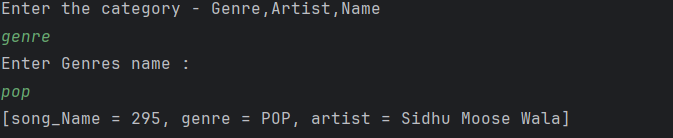 Enter the category - Genre,Artist,Name
genre
Enter Genres name :
pop
[song_Name = 295, genre = POP, artist = Sidhu Moose Wala]